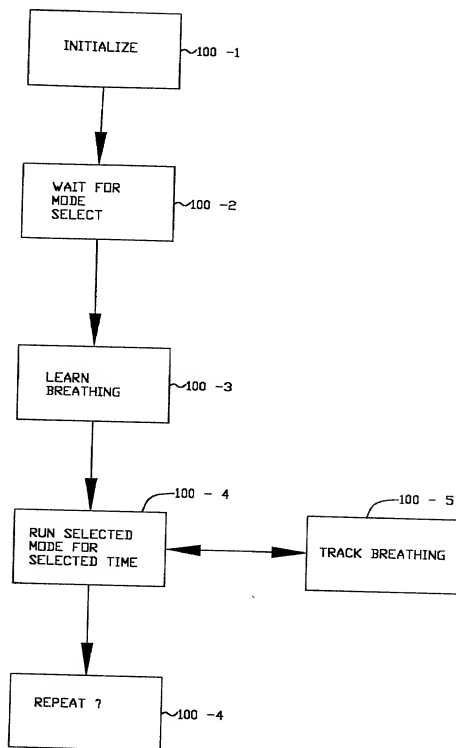 INITIALIZE
100 -1
WAIT FOR
MODE
SELECT
100 -2
LEARN
BREATHING
100 -3
100 - 4
RUN SELECTED
MODE FOR
SELECTED TIME
100 - 5
TRACK BREATHING
REPEAT ?
100 -4